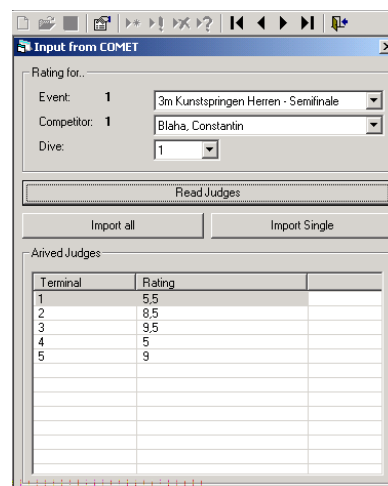 Input from COMET
Rating for..
Event: 1 3m Kunstspringen Herren - Semifinale
Competitor: 1 Blaha, Constantin
Dive: 1
Read Judges
Import all Import Single
Arived Judges
Terminal Rating
1 5,5
2 8,5
3 9,5
4 5
5 9